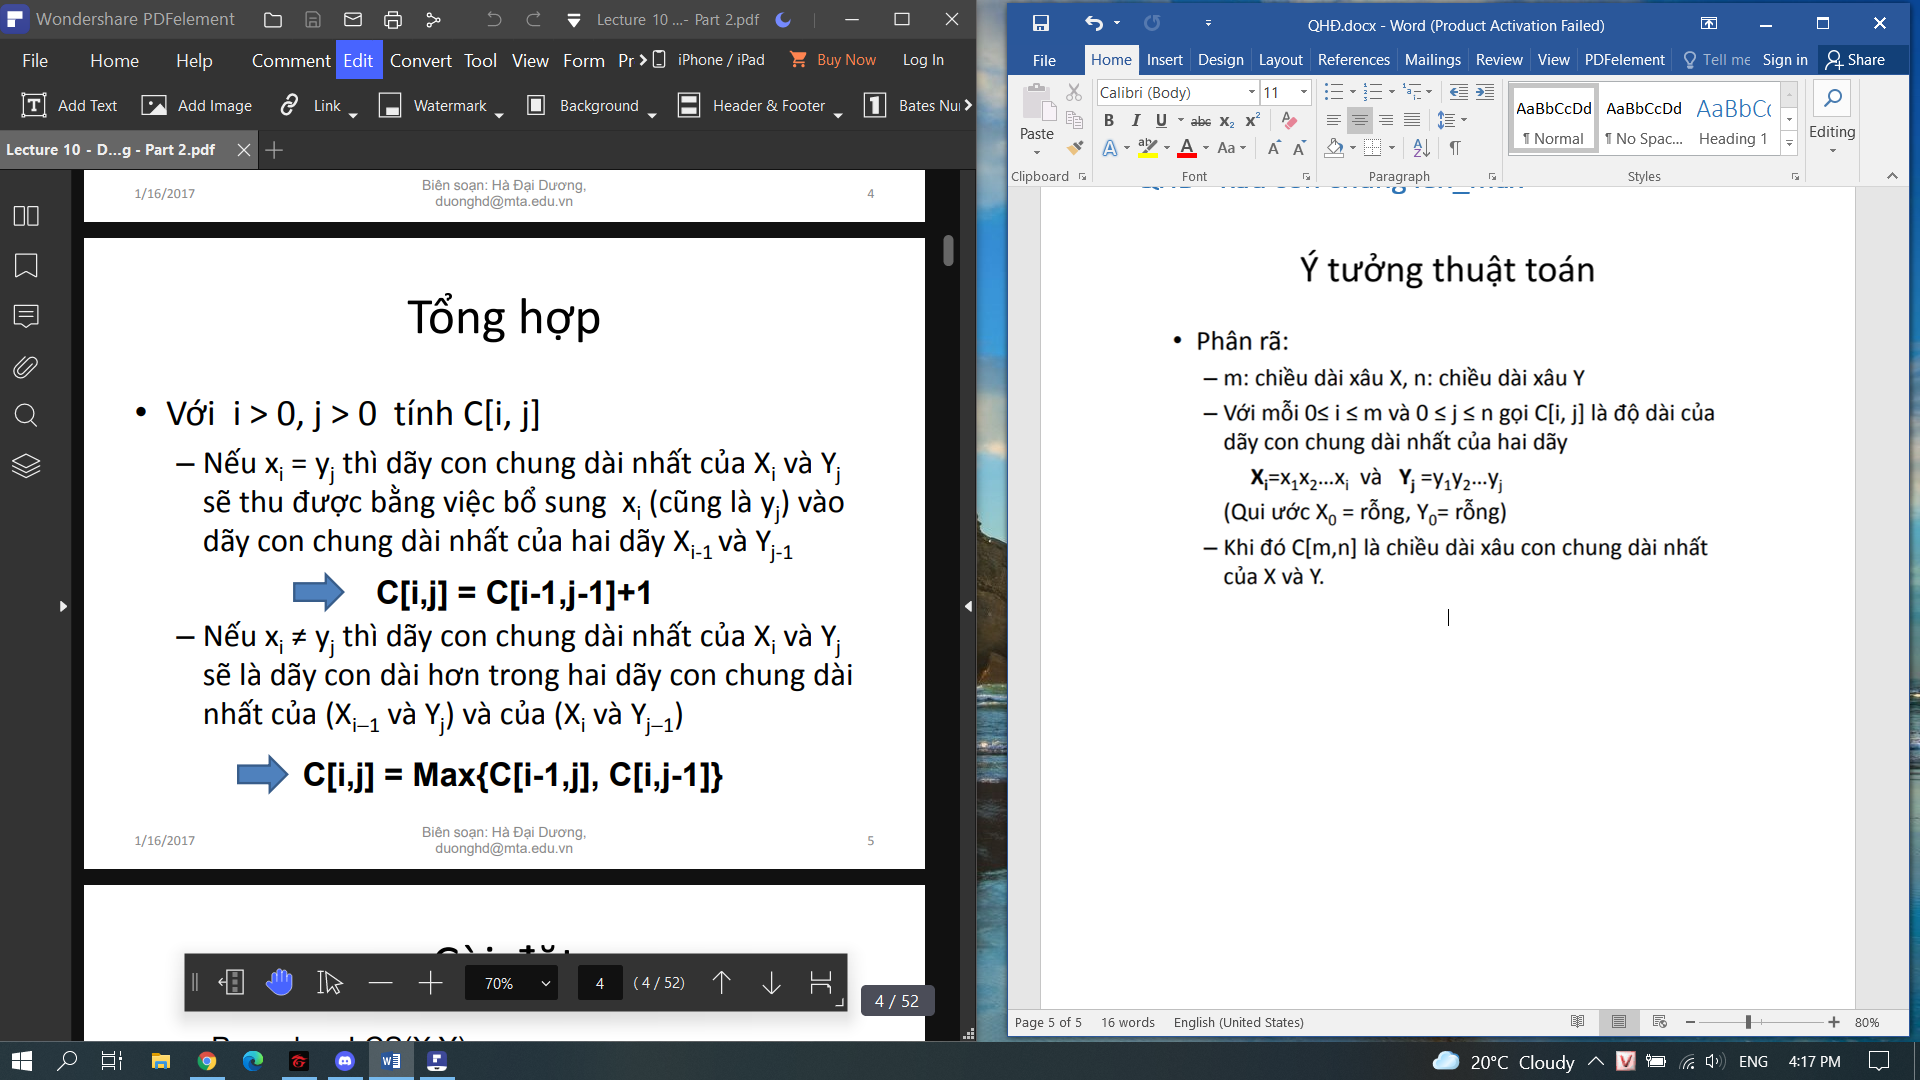 Wondershare PDFelement
Lecture 10 ...- Part 2.pdf
File Home Help Comment Edit Convert Tool View Form Pr iPhone / iPad Buy Now Log In
Add Text Add Image Link Watermark Background Header & Footer Bates Nu
Lecture 10 - D...g - Part 2.pdf
1/16/2017
Biên soạn: Hà Đại Dương,
duonghd@mta.edu.vn
4
Tổng hợp
• Với i > 0, j > 0 tính C[i, j]
– Nếu xi = yj thì dãy con chung dài nhất của Xi và Yj
sẽ thu được bằng việc bổ sung xi (cũng là yj) vào
dãy con chung dài nhất của hai dãy Xi-1 và Yj-1
C[i,j] = C[i-1,j-1]+1
– Nếu xi ≠ yj thì dãy con chung dài nhất của Xi và Yj
sẽ là dãy con dài hơn trong hai dãy con chung dài
nhất của (Xi–1 và Yj) và của (Xi và Yj–1)
C[i,j] = Max{C[i-1,j], C[i,j-1]}
1/16/2017
Biên soạn: Hà Đại Dương,
duonghd@mta.edu.vn
5
70% 4 ( 4 / 52)
4 / 52
QHĐ.docx - Word (Product Activation Failed)
File Home Insert Design Layout References Mailings Review View PDFelement Tell me Sign in Share
Paste
Calibri (Body) 11
B I U abc x2 x2
A ab A Aa A A
AaBbCcDd AaBbCcDd AaBbCc
¶ Normal ¶ No Spac... Heading 1
Editing
Clipboard Font Paragraph Styles
Ý tưởng thuật toán
• Phân rã:
– m: chiều dài xâu X, n: chiều dài xâu Y
– Với mỗi 0≤ i ≤ m và 0 ≤ j ≤ n gọi C[i, j] là độ dài của
dãy con chung dài nhất của hai dãy
Xi=x1x2...xi và Yj =y1y2...yj
(Qui ước X0 = rỗng, Y0= rỗng)
– Khi đó C[m,n] là chiều dài xâu con chung dài nhất
của X và Y.
Page 5 of 5 16 words English (United States) 80%
20°C Cloudy ENG 4:17 PM